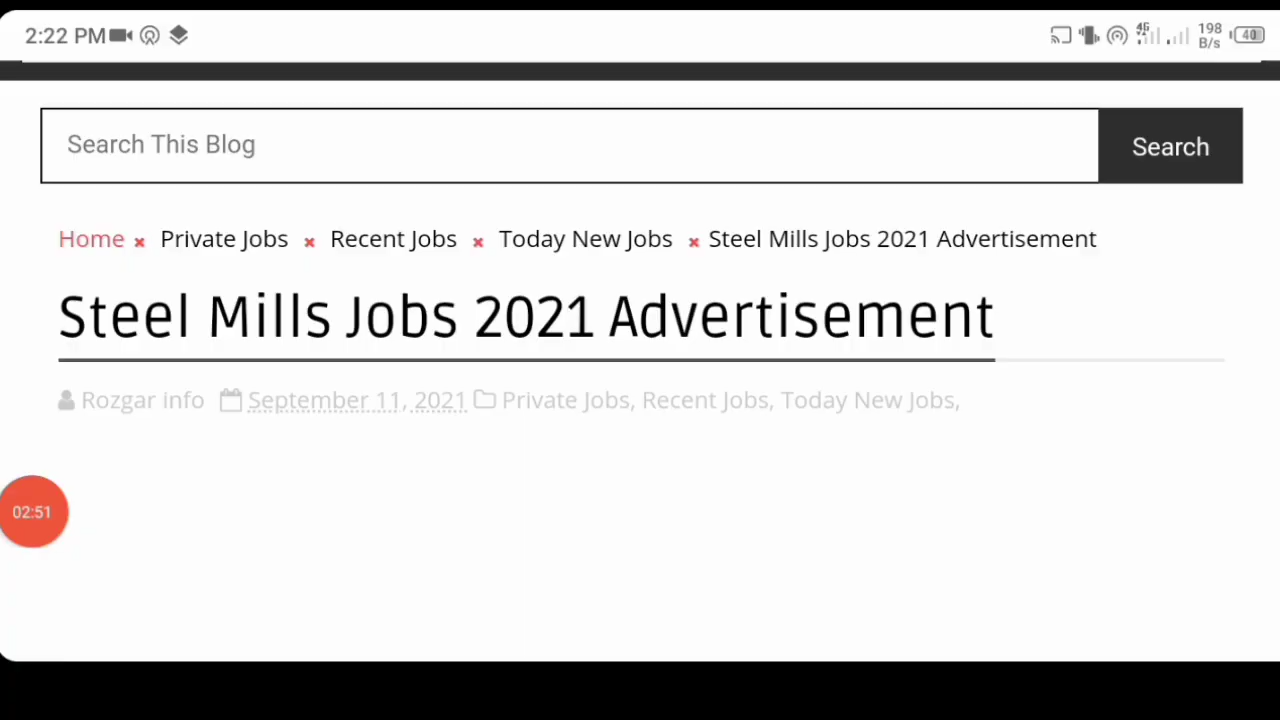 2:22 PM 4G 198 B/s 40
Search This Blog Search
Home × Private Jobs × Recent Jobs × Today New Jobs × Steel Mills Jobs 2021 Advertisement
Steel Mills Jobs 2021 Advertisement
Rozgar info September 11, 2021 Private Jobs, Recent Jobs, Today New Jobs,
02:51